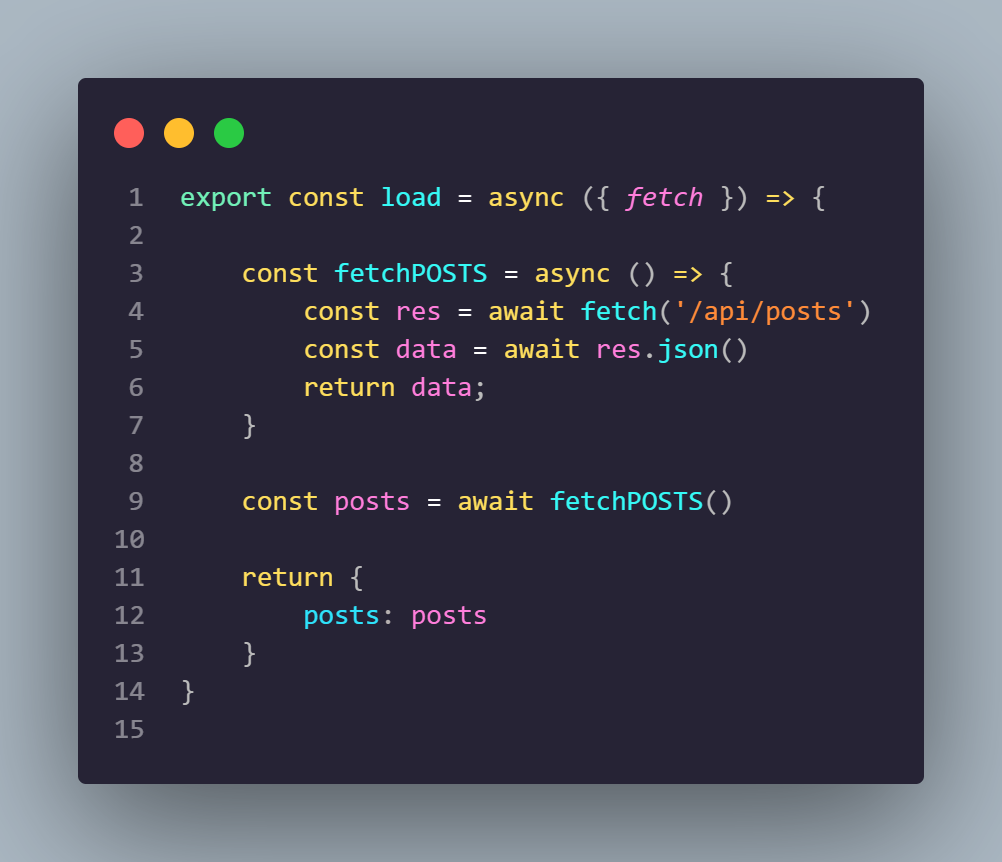 1 export const load = async ({ fetch }) => {
2
3     const fetchPOSTS = async () => {
4         const res = await fetch('/api/posts')
5         const data = await res.json()
6         return data;
7     }
8
9     const posts = await fetchPOSTS()
10
11     return {
12         posts: posts
13     }
14 }
15